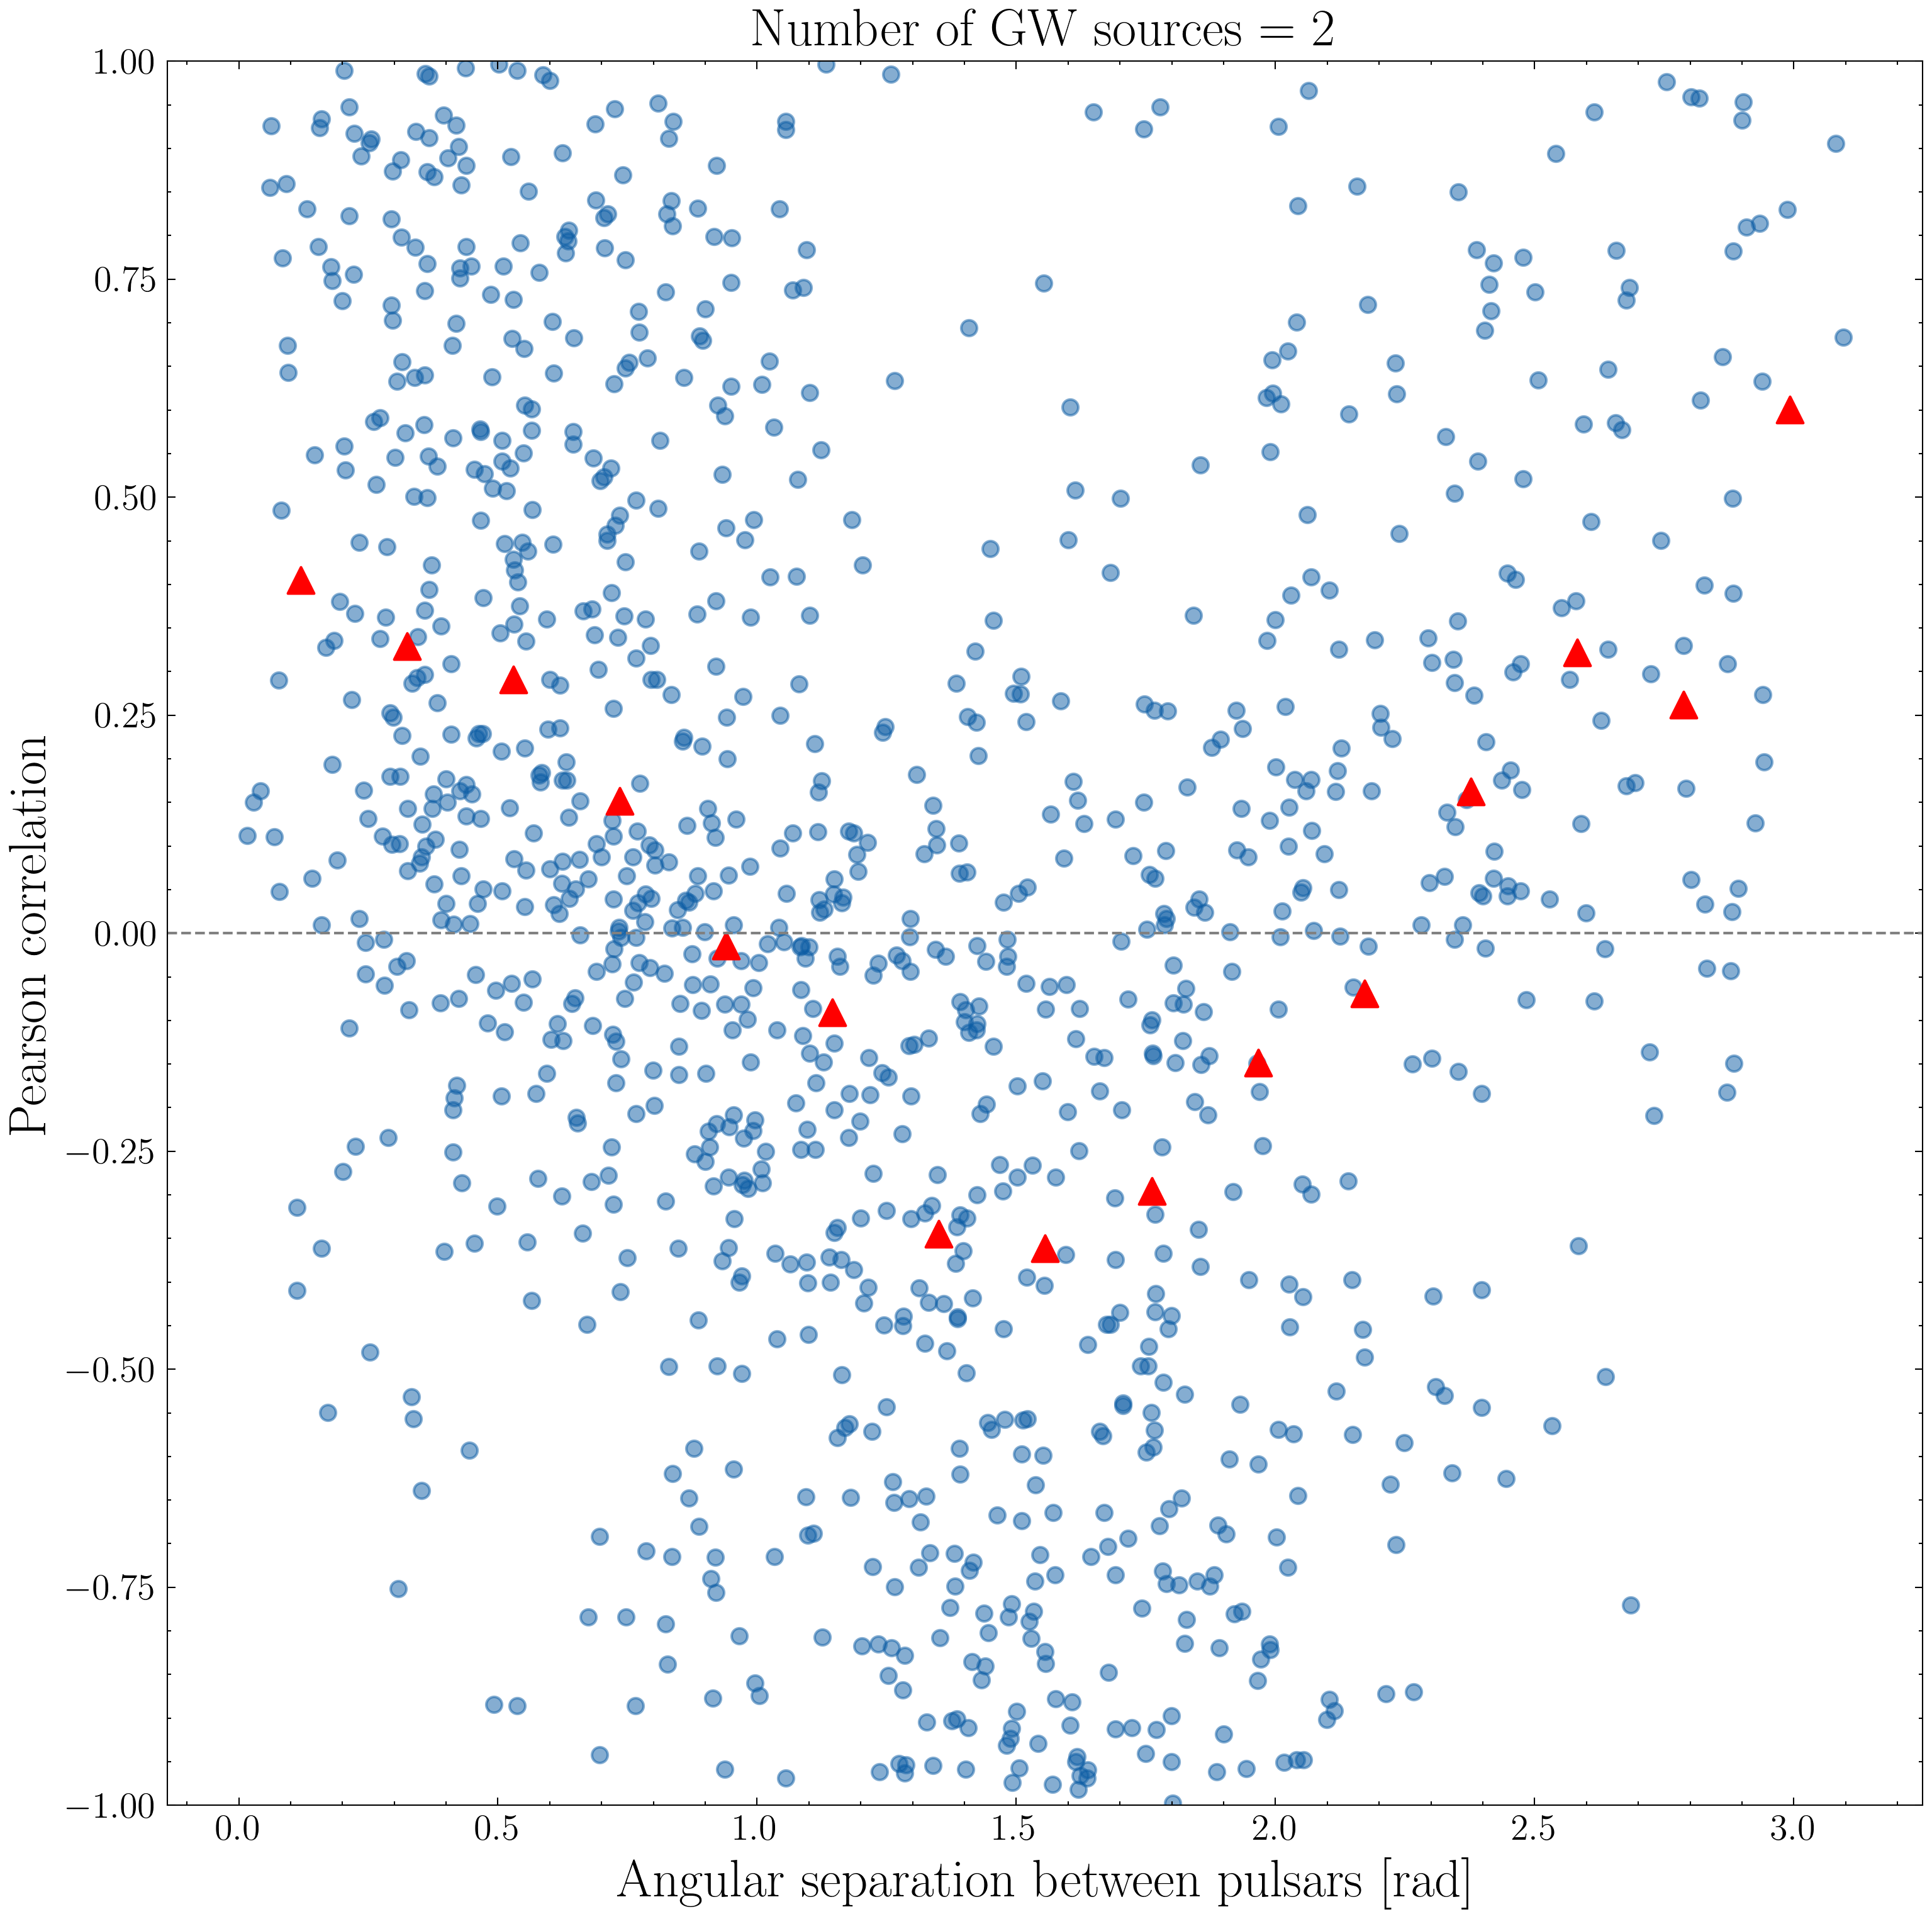 Number of GW sources = 2
Pearson correlation
1.00
0.75
0.50
0.25
0.00
−0.25
−0.50
−0.75
−1.00
0.0 0.5 1.0 1.5 2.0 2.5 3.0
Angular separation between pulsars [rad]